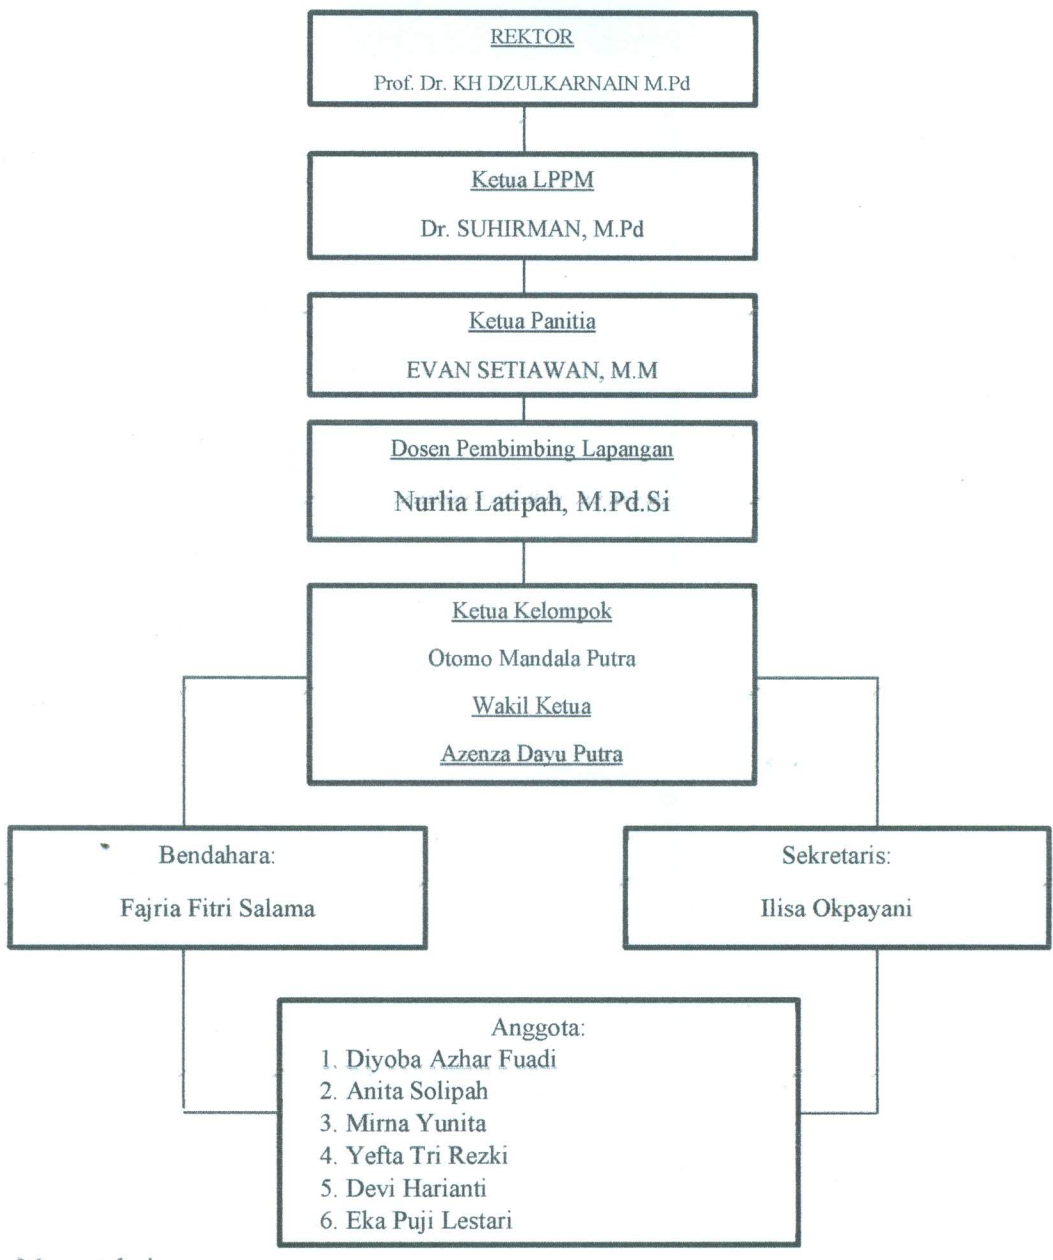 REKTOR
Prof. Dr. KH DZULKARNAIN M.Pd
Ketua LPPM
Dr. SUHIRMAN, M.Pd
Ketua Panitia
EVAN SETIAWAN, M.M
Dosen Pembimbing Lapangan
Nurlia Latipah, M.Pd.Si
Ketua Kelompok
Otomo Mandala Putra
Wakil Ketua
Azenza Dayu Putra
Bendahara:
Fajria Fitri Salama
Sekretaris:
Ilisa Okpayani
Anggota:
1. Diyoba Azhar Fuadi
2. Anita Solipah
3. Mirna Yunita
4. Yefta Tri Rezki
5. Devi Harianti
6. Eka Puji Lestari